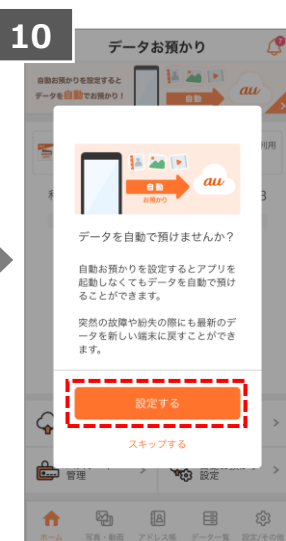 10
データお預かり
自動お預かりを設定すると
データを自動でお預かり！
自動
au
利用
自動
お預かり
au
データを自動で預けませんか？
自動お預かりを設定するとアプリを
起動しなくてもデータを自動で預け
ることができます。
突然の故障や紛失の際にも最新のデ
ータを新しい端末に戻すことができ
ます。
設定する
スキップする
管理
設定
ホーム
写真・動画
アドレス帳
データ一覧
設定/その他